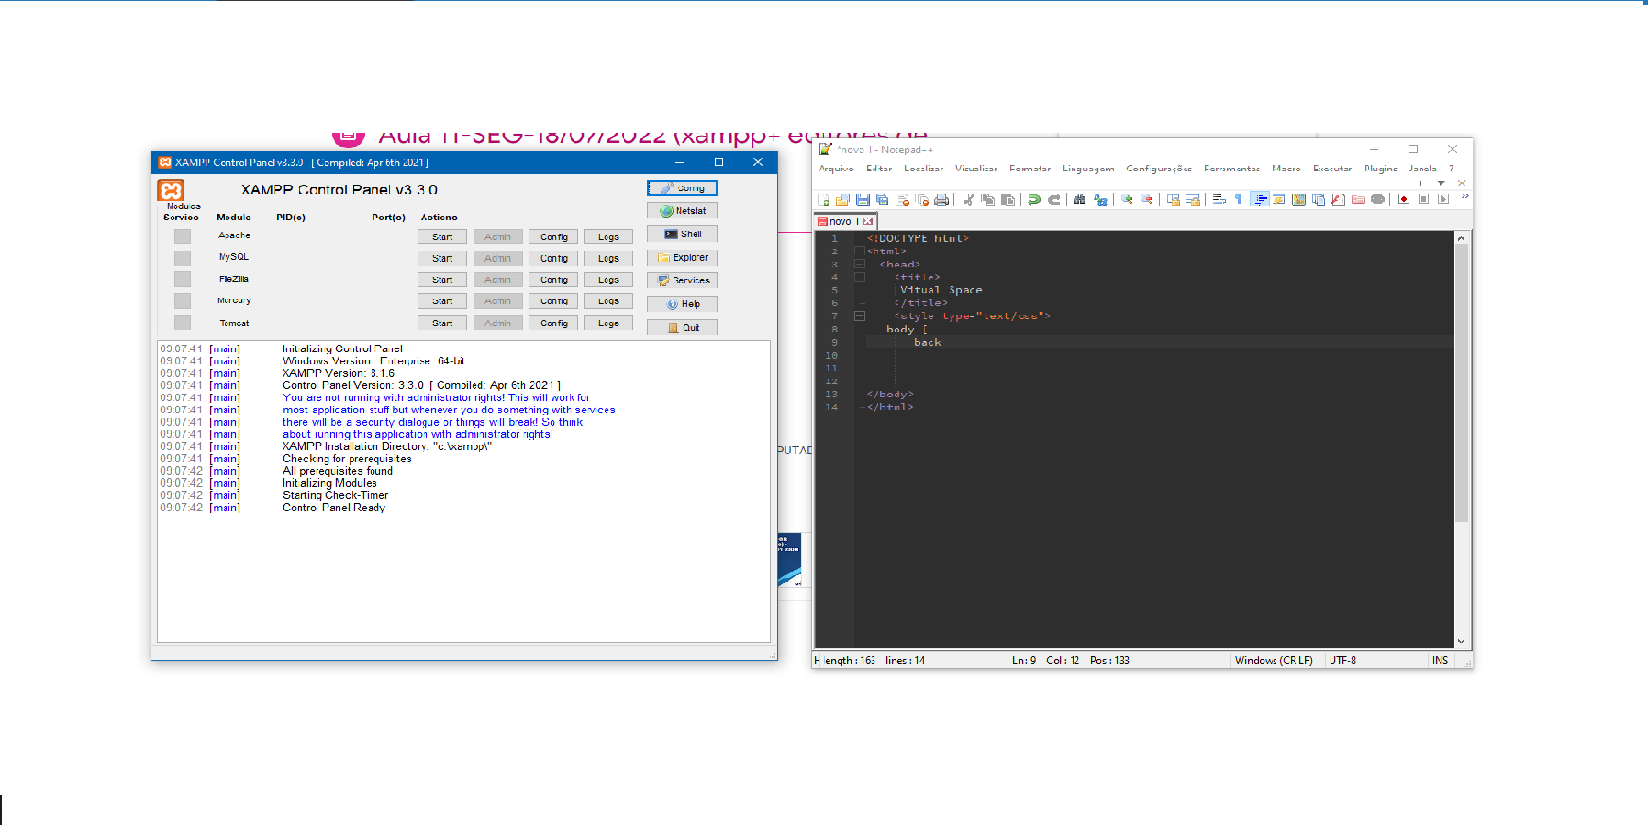 Aula 11-SEG-18/07/2022 (xampp+ editores de
XAMPP Control Panel v3.3.0 [ Compiled: Apr 6th 2021 ]
XAMPP Control Panel v3.3.0
Config
Netstat
Shell
Explorer
Services
Help
Quit
Modules
Service Module PID(s) Port(s) Actions
Apache Start Admin Config Logs
MySQL Start Admin Config Logs
FileZilla Start Admin Config Logs
Mercury Start Admin Config Logs
Tomcat Start Admin Config Logs
09:07:41 [main] Initializing Control Panel
09:07:41 [main] Windows Version: Enterprise 64-bit
09:07:41 [main] XAMPP Version: 8.1.6
09:07:41 [main] Control Panel Version: 3.3.0 [ Compiled: Apr 6th 2021 ]
09:07:41 [main] You are not running with administrator rights! This will work for
09:07:41 [main] most application stuff but whenever you do something with services
09:07:41 [main] there will be a security dialogue or things will break! So think
09:07:41 [main] about running this application with administrator rights
09:07:41 [main] XAMPP Installation Directory: "c:\xampp\"
09:07:41 [main] Checking for prerequisites
09:07:42 [main] All prerequisites found
09:07:42 [main] Initializing Modules
09:07:42 [main] Starting Check-Timer
09:07:42 [main] Control Panel Ready
PUTAD
*novo 1 - Notepad++
Arquivo Editar Localizar Visualizar Formatar Linguagem Configurações Ferramentas Macro Executar Plugins Janela ?
novo 1
1 <!DOCTYPE html>
2 <html>
3 <head>
4 <title>
5 Vitual Space
6 </title>
7 <style type="text/css">
8 body {
9 back
10
11
12
13 </body>
14 </html>
length : 163 lines : 14 Ln : 9 Col : 12 Pos : 133 Windows (CR LF) UTF-8 INS